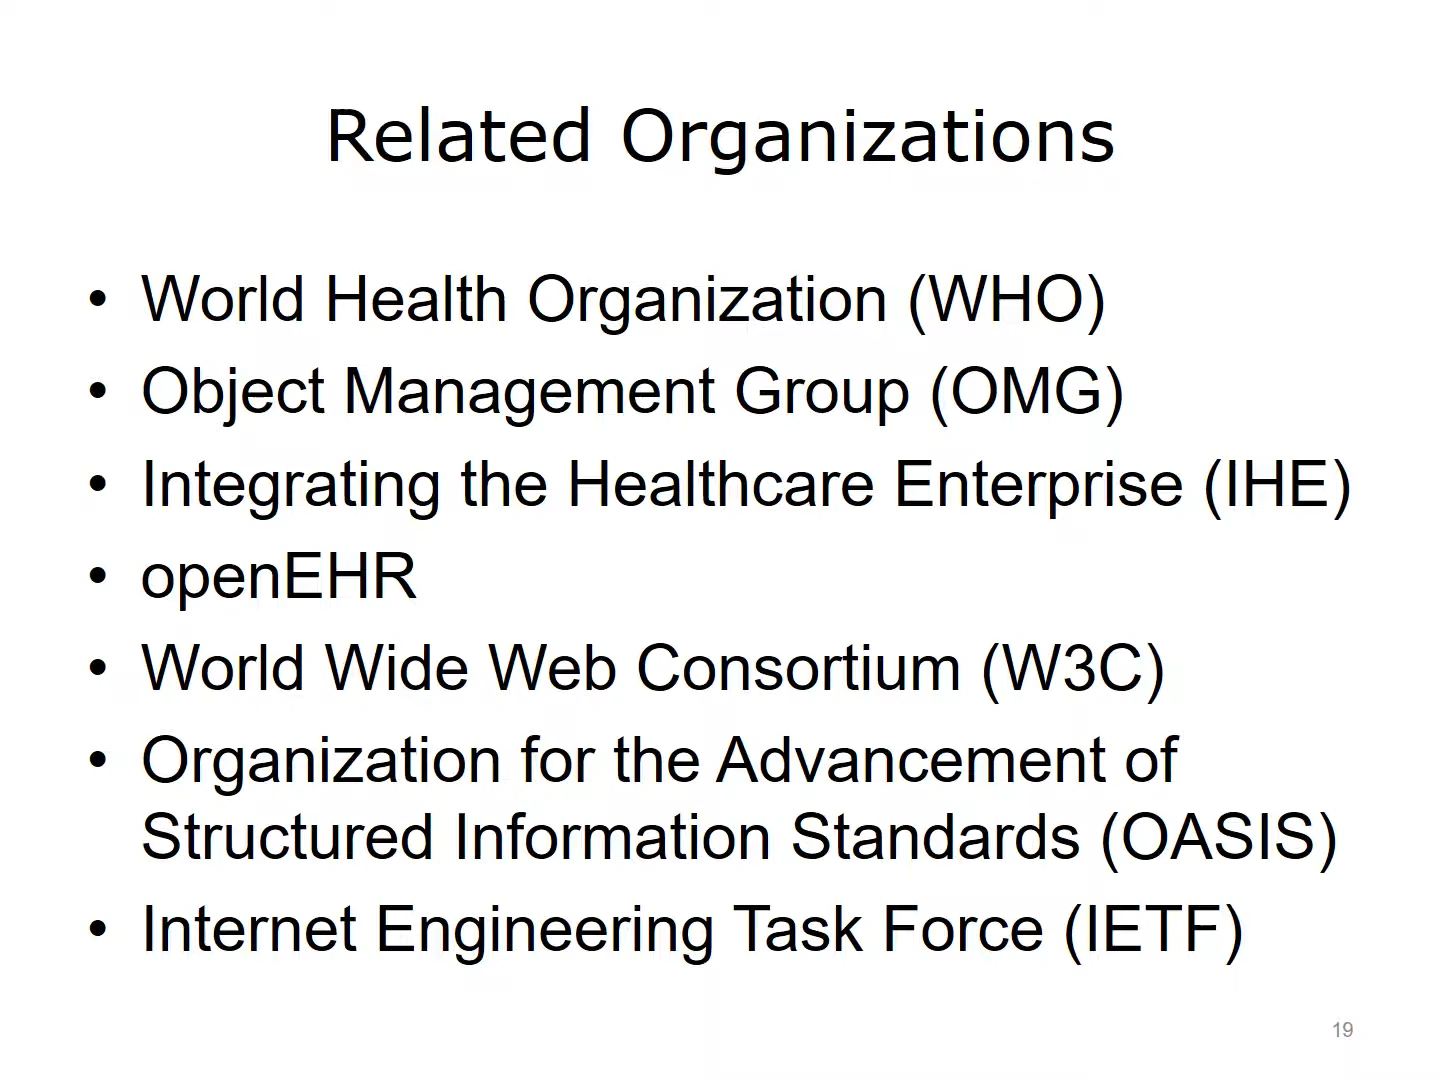 Related Organizations
• World Health Organization (WHO)
• Object Management Group (OMG)
• Integrating the Healthcare Enterprise (IHE)
• openEHR
• World Wide Web Consortium (W3C)
• Organization for the Advancement of
Structured Information Standards (OASIS)
• Internet Engineering Task Force (IETF)
19